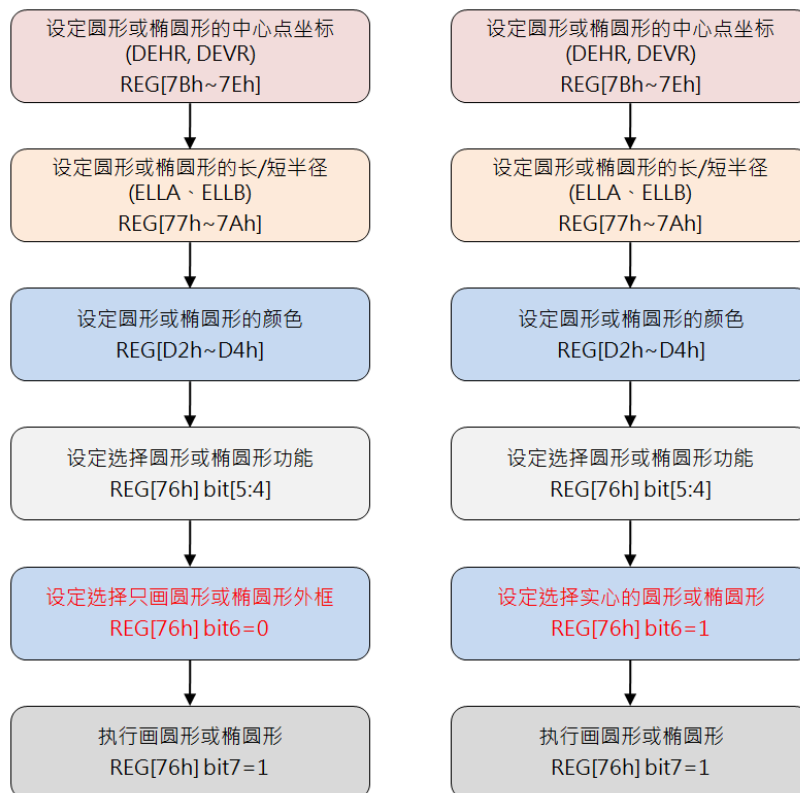 设定圆形或椭圆形的中心点坐标
(DEHR, DEVR)
REG[7Bh~7Eh]
设定圆形或椭圆形的长/短半径
(ELLA、ELLB)
REG[77h~7Ah]
设定圆形或椭圆形的颜色
REG[D2h~D4h]
设定选择圆形或椭圆形功能
REG[76h] bit[5:4]
设定选择只画圆形或椭圆形外框
REG[76h] bit6=0
执行画圆形或椭圆形
REG[76h] bit7=1
设定圆形或椭圆形的中心点坐标
(DEHR, DEVR)
REG[7Bh~7Eh]
设定圆形或椭圆形的长/短半径
(ELLA、ELLB)
REG[77h~7Ah]
设定圆形或椭圆形的颜色
REG[D2h~D4h]
设定选择圆形或椭圆形功能
REG[76h] bit[5:4]
设定选择实心的圆形或椭圆形
REG[76h] bit6=1
执行画圆形或椭圆形
REG[76h] bit7=1